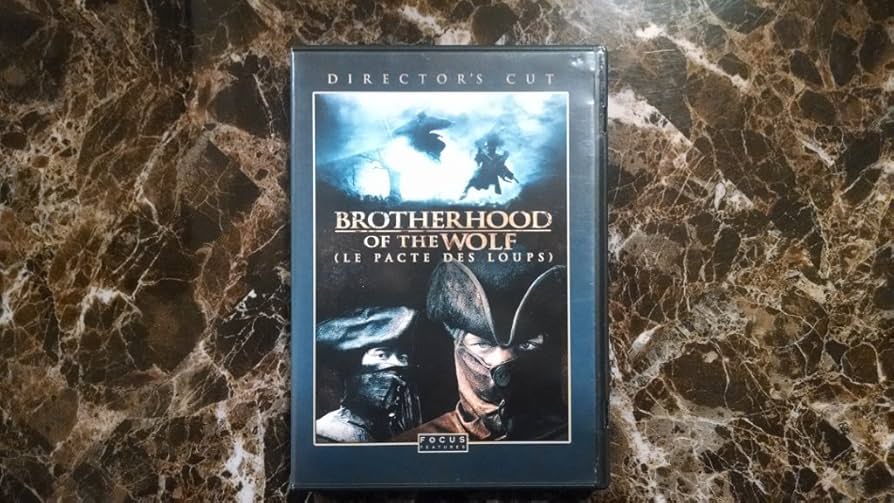 DIRECTOR'S CUT
BROTHERHOOD
OF THE WOLF
(LE PACTE DES LOUPS)
FOCUS
FEATURES